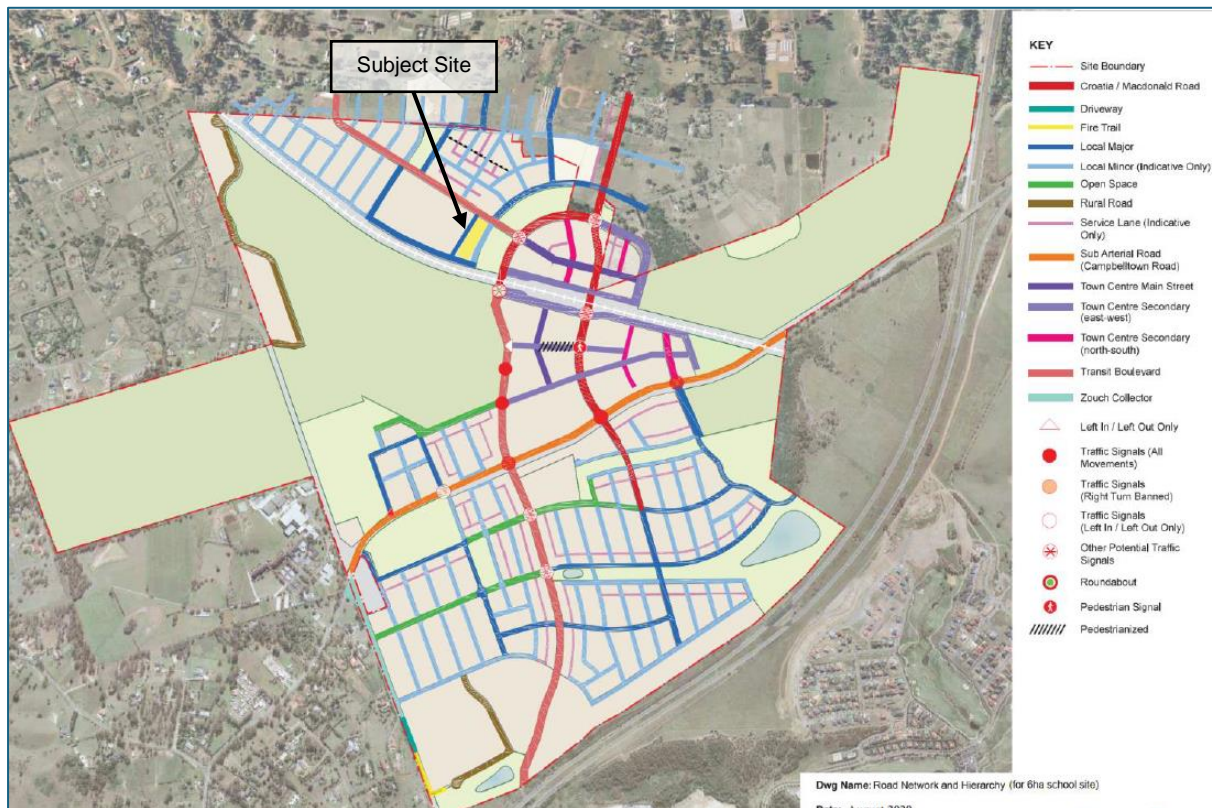 Subject Site
KEY
Site Boundary
Croatia / Macdonald Road
Driveway
Fire Trail
Local Major
Local Minor (Indicative Only)
Open Space
Rural Road
Service Lane (Indicative
Only)
Sub Arterial Road
(Campbelltown Road)
Town Centre Main Street
Town Centre Secondary
(east-west)
Town Centre Secondary
(north-south)
Transit Boulevard
Zouch Collector
Left In / Left Out Only
Traffic Signals (All
Movements)
Traffic Signals
(Right Turn Banned)
Traffic Signals
(Left In / Left Out Only)
Other Potential Traffic
Signals
Roundabout
Pedestrian Signal
Pedestrianized
Dwg Name: Road Network and Hierarchy (for 6ha school site)